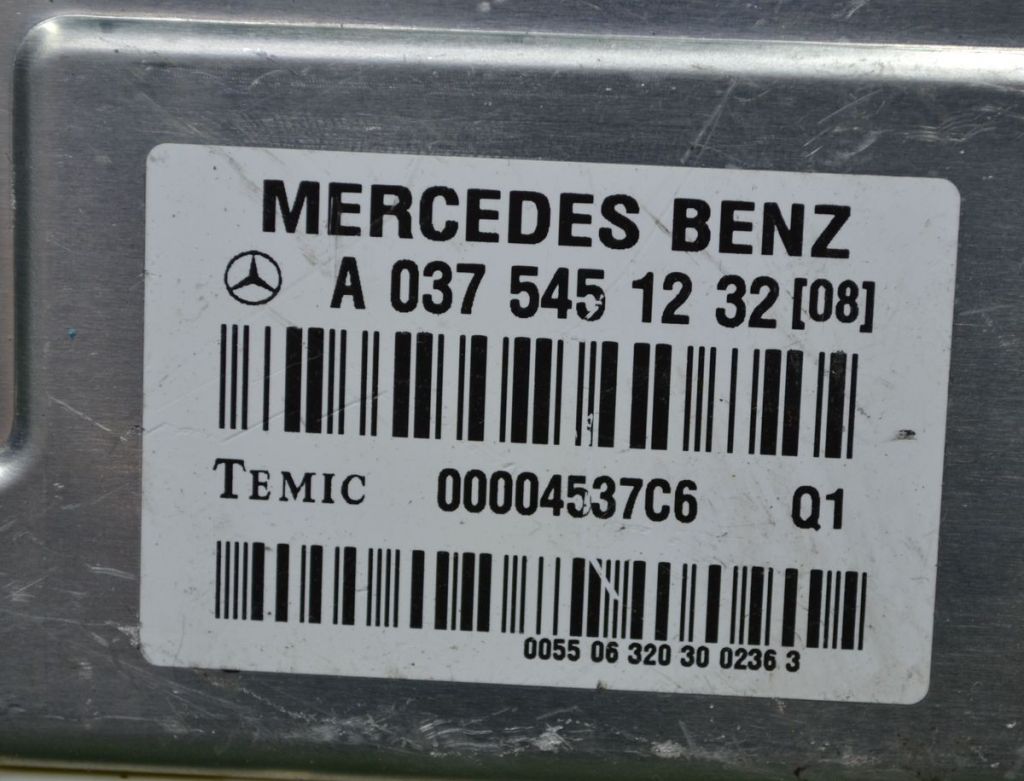 MERCEDES BENZ
A 037 545 12 32 [08]
TEMIC 00004537C6 Q1
0055 06 320 30 0236 3